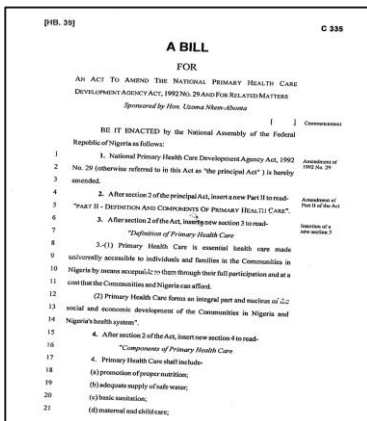 [HB. 39]
C 335
A BILL
FOR
AN ACT TO AMEND THE NATIONAL PRIMARY HEALTH CARE
DEVELOPMENT AGENCY ACT, 1992 NO. 29 AND FOR RELATED MATTERS
Sponsored by Hon. Uzoma Nkem-Abonta
[ ] Commencement
BE IT ENACTED by the National Assembly of the Federal
Republic of Nigeria as follows:
1 1. National Primary Health Care Development Agency Act, 1992 Amendment of
2 No. 29 (otherwise referred to in this Act as "the principal Act" ) is hereby 1992 No. 29
3 amended.
4 2. After section 2 of the principal Act, insert a new Part II to read- Amendment of
5 "PART II - DEFINITION AND COMPONENTS OF PRIMARY HEALTH CARE". Part II of the Act
6 3. After section 2 of the Act, insert new section 3 to read- Insertion of a
7 "Definition of Primary Health Care new section 3
8 3.-(1) Primary Health Care is essential health care made
9 universally accessible to individuals and families in the Communities in
10 Nigeria by means acceptable to them through their full participation and at a
11 cost that the Communities and Nigeria can afford.
12 (2) Primary Health Care forms an integral part and nucleus of the
13 social and economic development of the Communities in Nigeria and
14 Nigeria's health system".
15 4. After section 2 of the Act, insert new section 4 to read-
16 "Components of Primary Health Care
17 4. Primary Health Care shall include-
18 (a) promotion of proper nutrition;
19 (b) adequate supply of safe water;
20 (c) basic sanitation;
21 (d) maternal and child care;